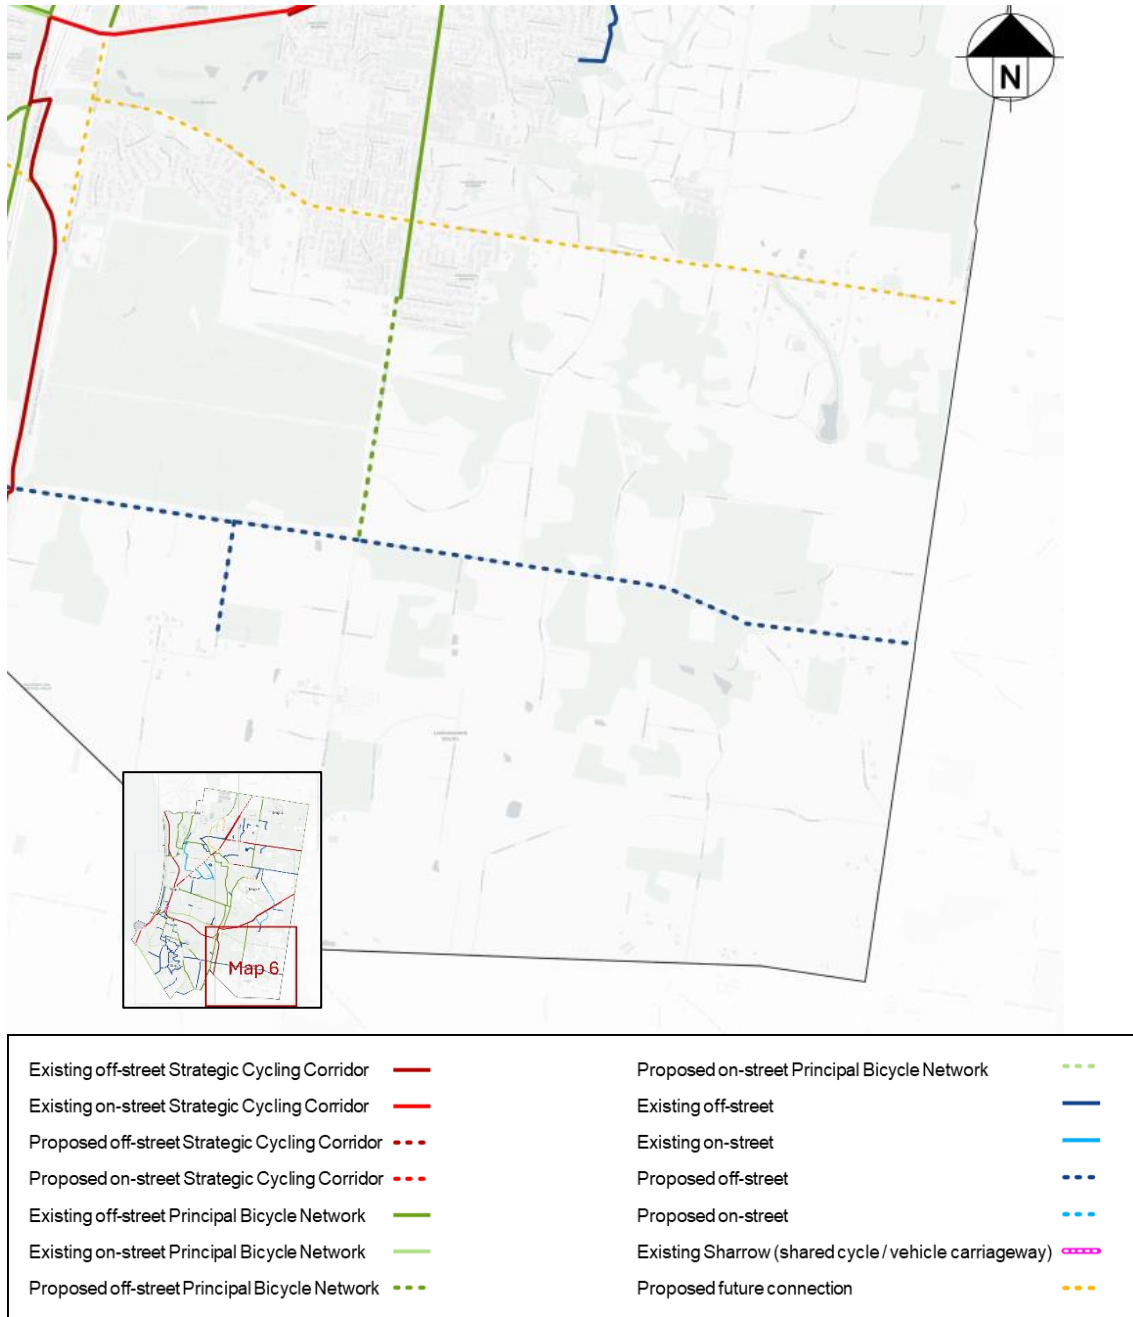 N
Map 6
Existing off-street Strategic Cycling Corridor
Existing on-street Strategic Cycling Corridor
Proposed off-street Strategic Cycling Corridor
Proposed on-street Strategic Cycling Corridor
Existing off-street Principal Bicycle Network
Existing on-street Principal Bicycle Network
Proposed off-street Principal Bicycle Network
Proposed on-street Principal Bicycle Network
Existing off-street
Existing on-street
Proposed off-street
Proposed on-street
Existing Sharrow (shared cycle / vehicle carriageway)
Proposed future connection